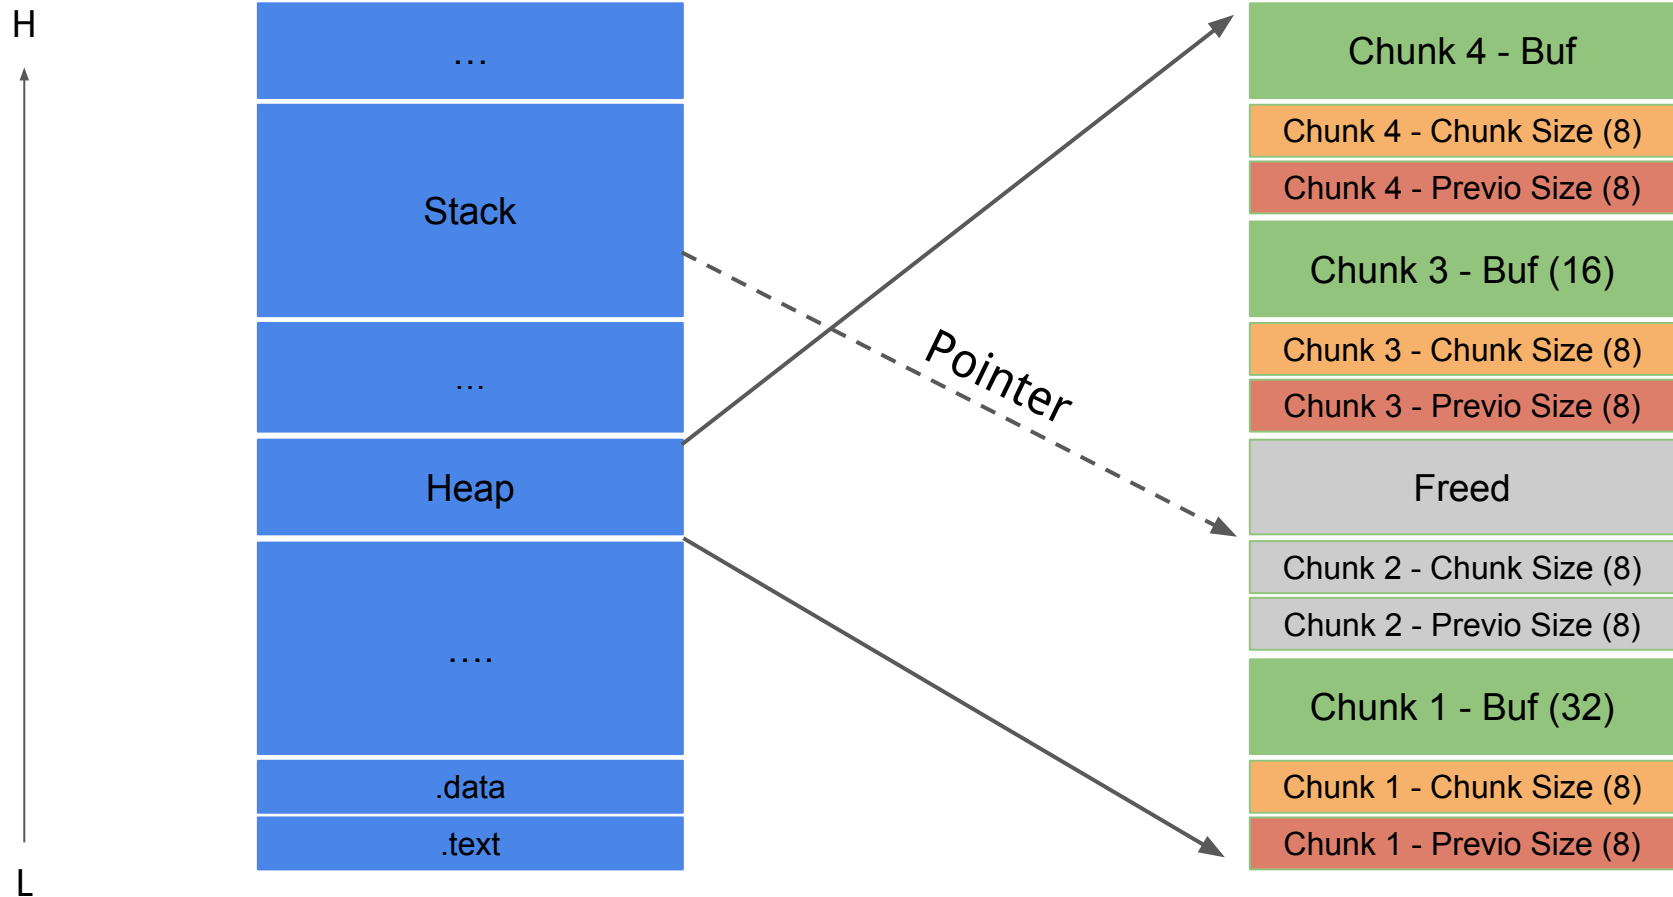 H
L
…
Stack
…
Heap
….
.data
.text
Pointer
Chunk 4 - Buf
Chunk 4 - Chunk Size (8)
Chunk 4 - Previo Size (8)
Chunk 3 - Buf (16)
Chunk 3 - Chunk Size (8)
Chunk 3 - Previo Size (8)
Freed
Chunk 2 - Chunk Size (8)
Chunk 2 - Previo Size (8)
Chunk 1 - Buf (32)
Chunk 1 - Chunk Size (8)
Chunk 1 - Previo Size (8)